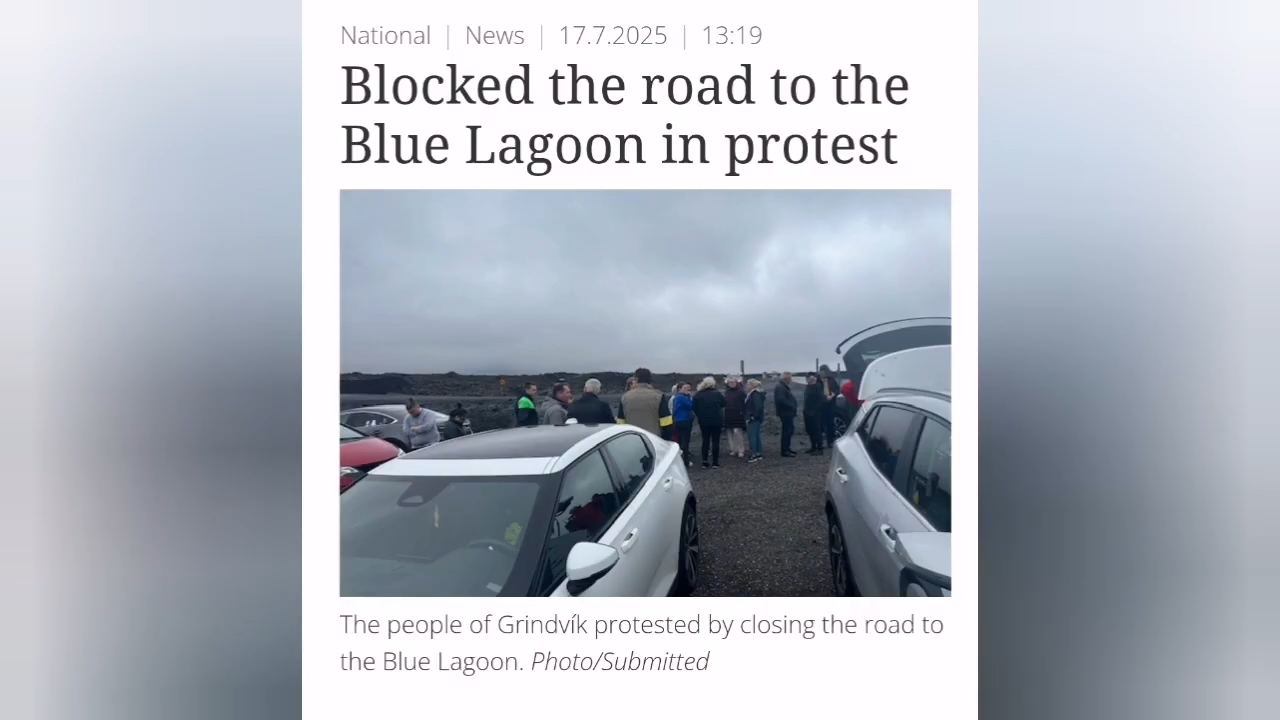 National | News | 17.7.2025 | 13:19
Blocked the road to the
Blue Lagoon in protest
The people of Grindvík protested by closing the road to
the Blue Lagoon. Photo/Submitted